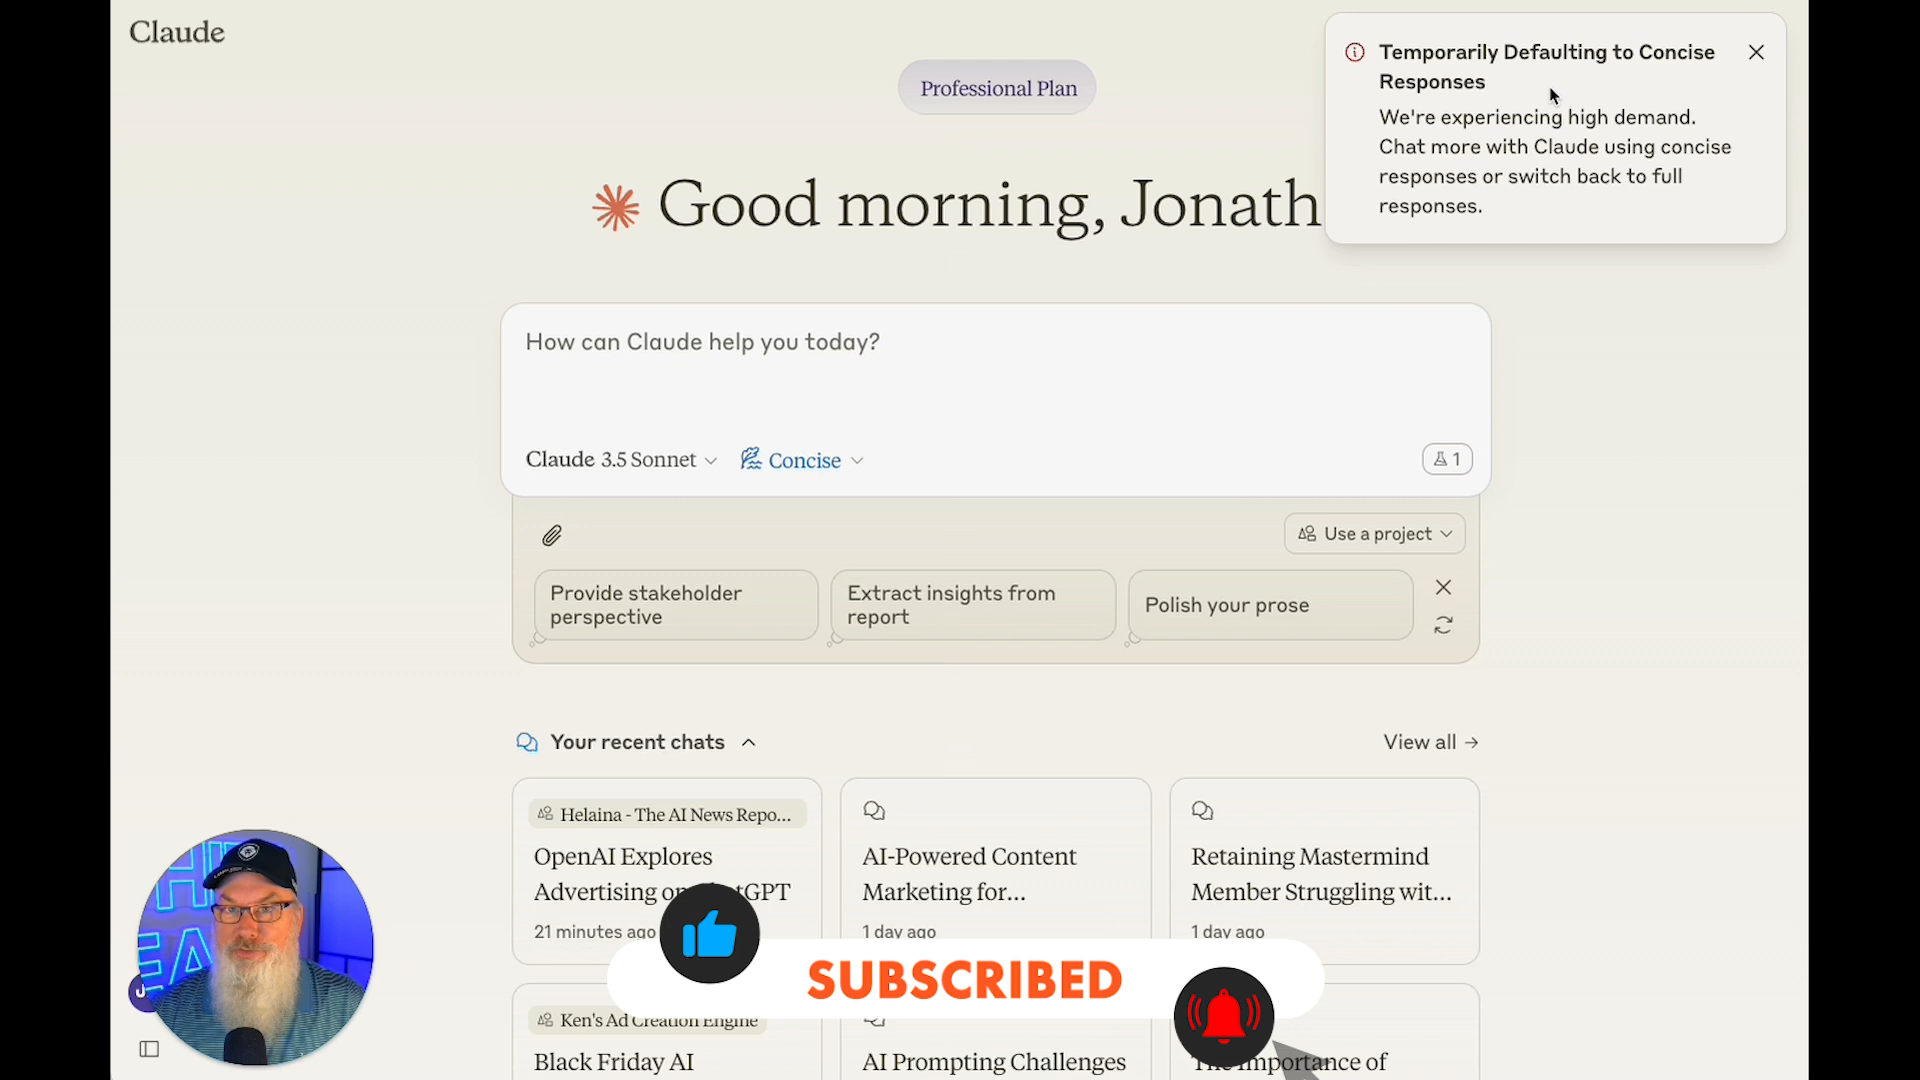 Claude
Professional Plan
Temporarily Defaulting to Concise
Responses
We're experiencing high demand.
Chat more with Claude using concise
responses or switch back to full
responses.
Good morning, Jonath
How can Claude help you today?
Claude 3.5 Sonnet
Concise
1
Use a project
Provide stakeholder
perspective
Extract insights from
report
Polish your prose
Your recent chats
View all
Helaina - The AI News Repo...
OpenAI Explores
Advertising on ChatGPT
21 minutes ago
AI-Powered Content
Marketing for...
1 day ago
Retaining Mastermind
Member Struggling wit...
1 day ago
SUBSCRIBED
Ken's Ad Creation Engine
Black Friday AI
AI Prompting Challenges
The Importance of
J